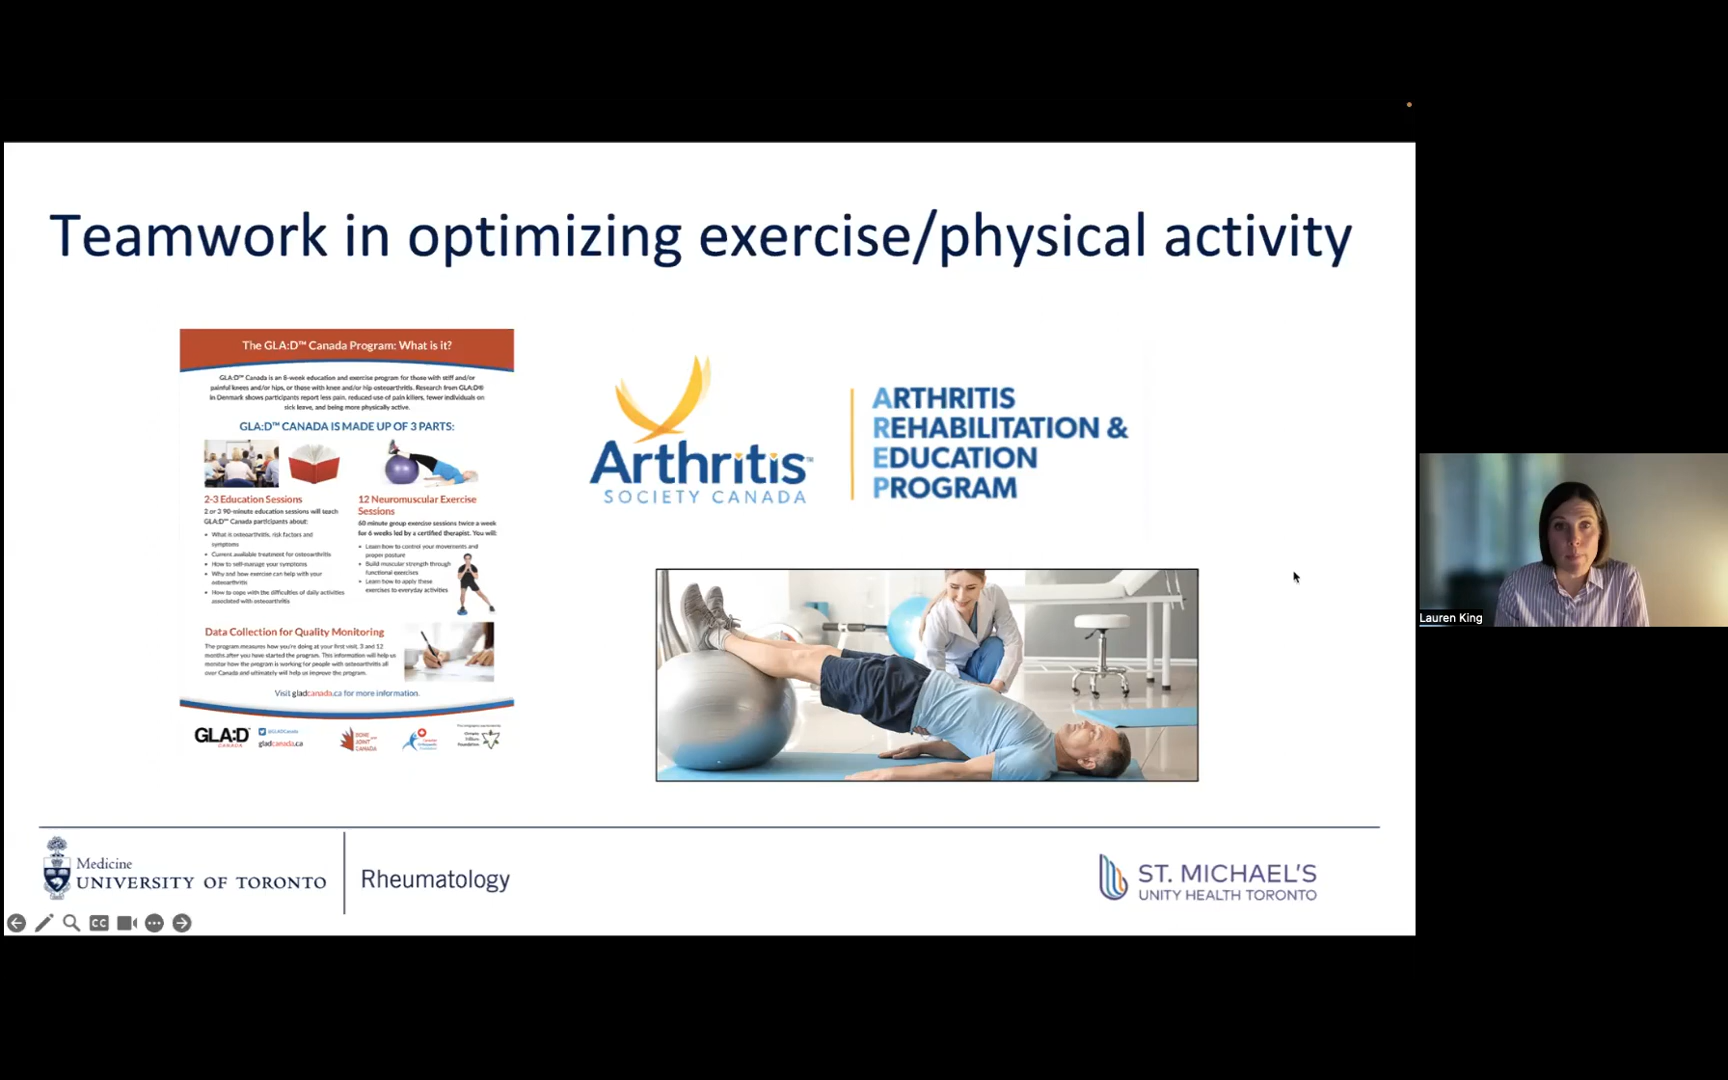 Teamwork in optimizing exercise/physical activity
The GLA:D™ Canada Program: What is it?
GLA:D™ Canada is an 8-week education and exercise program for those with stiff and/or
painful knees and/or hips, or those with knee and/or hip osteoarthritis. Research from GLA:D®
in Denmark shows participants report less pain, reduced use of pain killers, fewer individuals on
sick leave, and being more physically active.
GLA:D™ CANADA IS MADE UP OF 3 PARTS:
2-3 Education Sessions
2 or 3 90-minute education sessions will teach
GLA:D™ Canada participants about:
• What is osteoarthritis, risk factors and
symptoms
• Current available treatment for osteoarthritis
• How to self-manage your symptoms
• Why and how exercise can help with your
osteoarthritis
• How to cope with the difficulties of daily activities
associated with osteoarthritis
12 Neuromuscular Exercise
Sessions
60 minute group exercise sessions twice a week
for 6 weeks led by a certified therapist. You will:
• Learn how to control your movements and
proper posture
• Build muscular strength through
functional exercises
• Learn how to apply these
exercises to everyday activities
Data Collection for Quality Monitoring
The program measures how you're doing at your first visit, 3 and 12
months after you have started the program. This information will help us
monitor how the program is working for people with osteoarthritis all
over Canada and ultimately will help us improve the program.
Visit gladcanada.ca for more information.
GLA:D
CANADA
@GLADCanada
gladcanada.ca
BONE AND
JOINT
CANADA
Arthritis™
SOCIETY CANADA
ARTHRITIS
REHABILITATION &
EDUCATION
PROGRAM
Lauren King
Medicine
UNIVERSITY OF TORONTO
Rheumatology
ST. MICHAEL'S
UNITY HEALTH TORONTO
CC